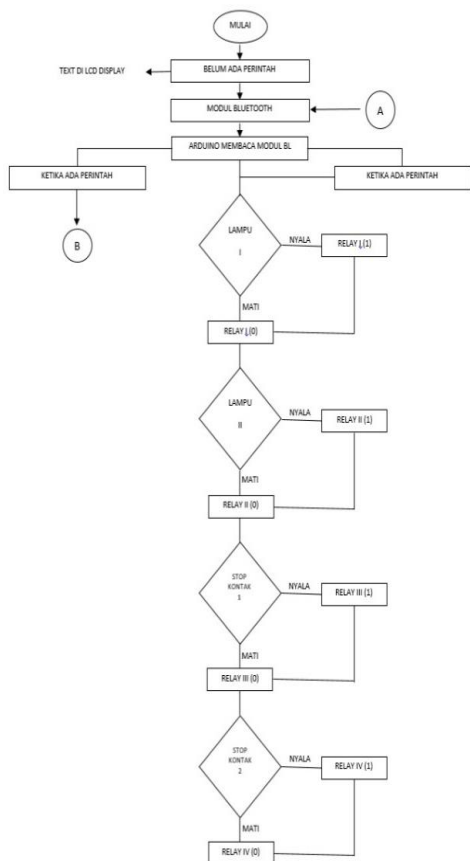 MULAI
TEXT DI LCD DISPLAY
BELUM ADA PERINTAH
MODUL BLUETOOTH
A
ARDUINO MEMBACA MODUL BL
KETIKA ADA PERINTAH
KETIKA ADA PERINTAH
B
LAMPU
I
NYALA
RELAY I (1)
MATI
RELAY I (0)
LAMPU
II
NYALA
RELAY II (1)
MATI
RELAY II (0)
STOP
KONTAK
1
NYALA
RELAY III (1)
MATI
RELAY III (0)
STOP
KONTAK
2
NYALA
RELAY IV (1)
MATI
RELAY IV (0)